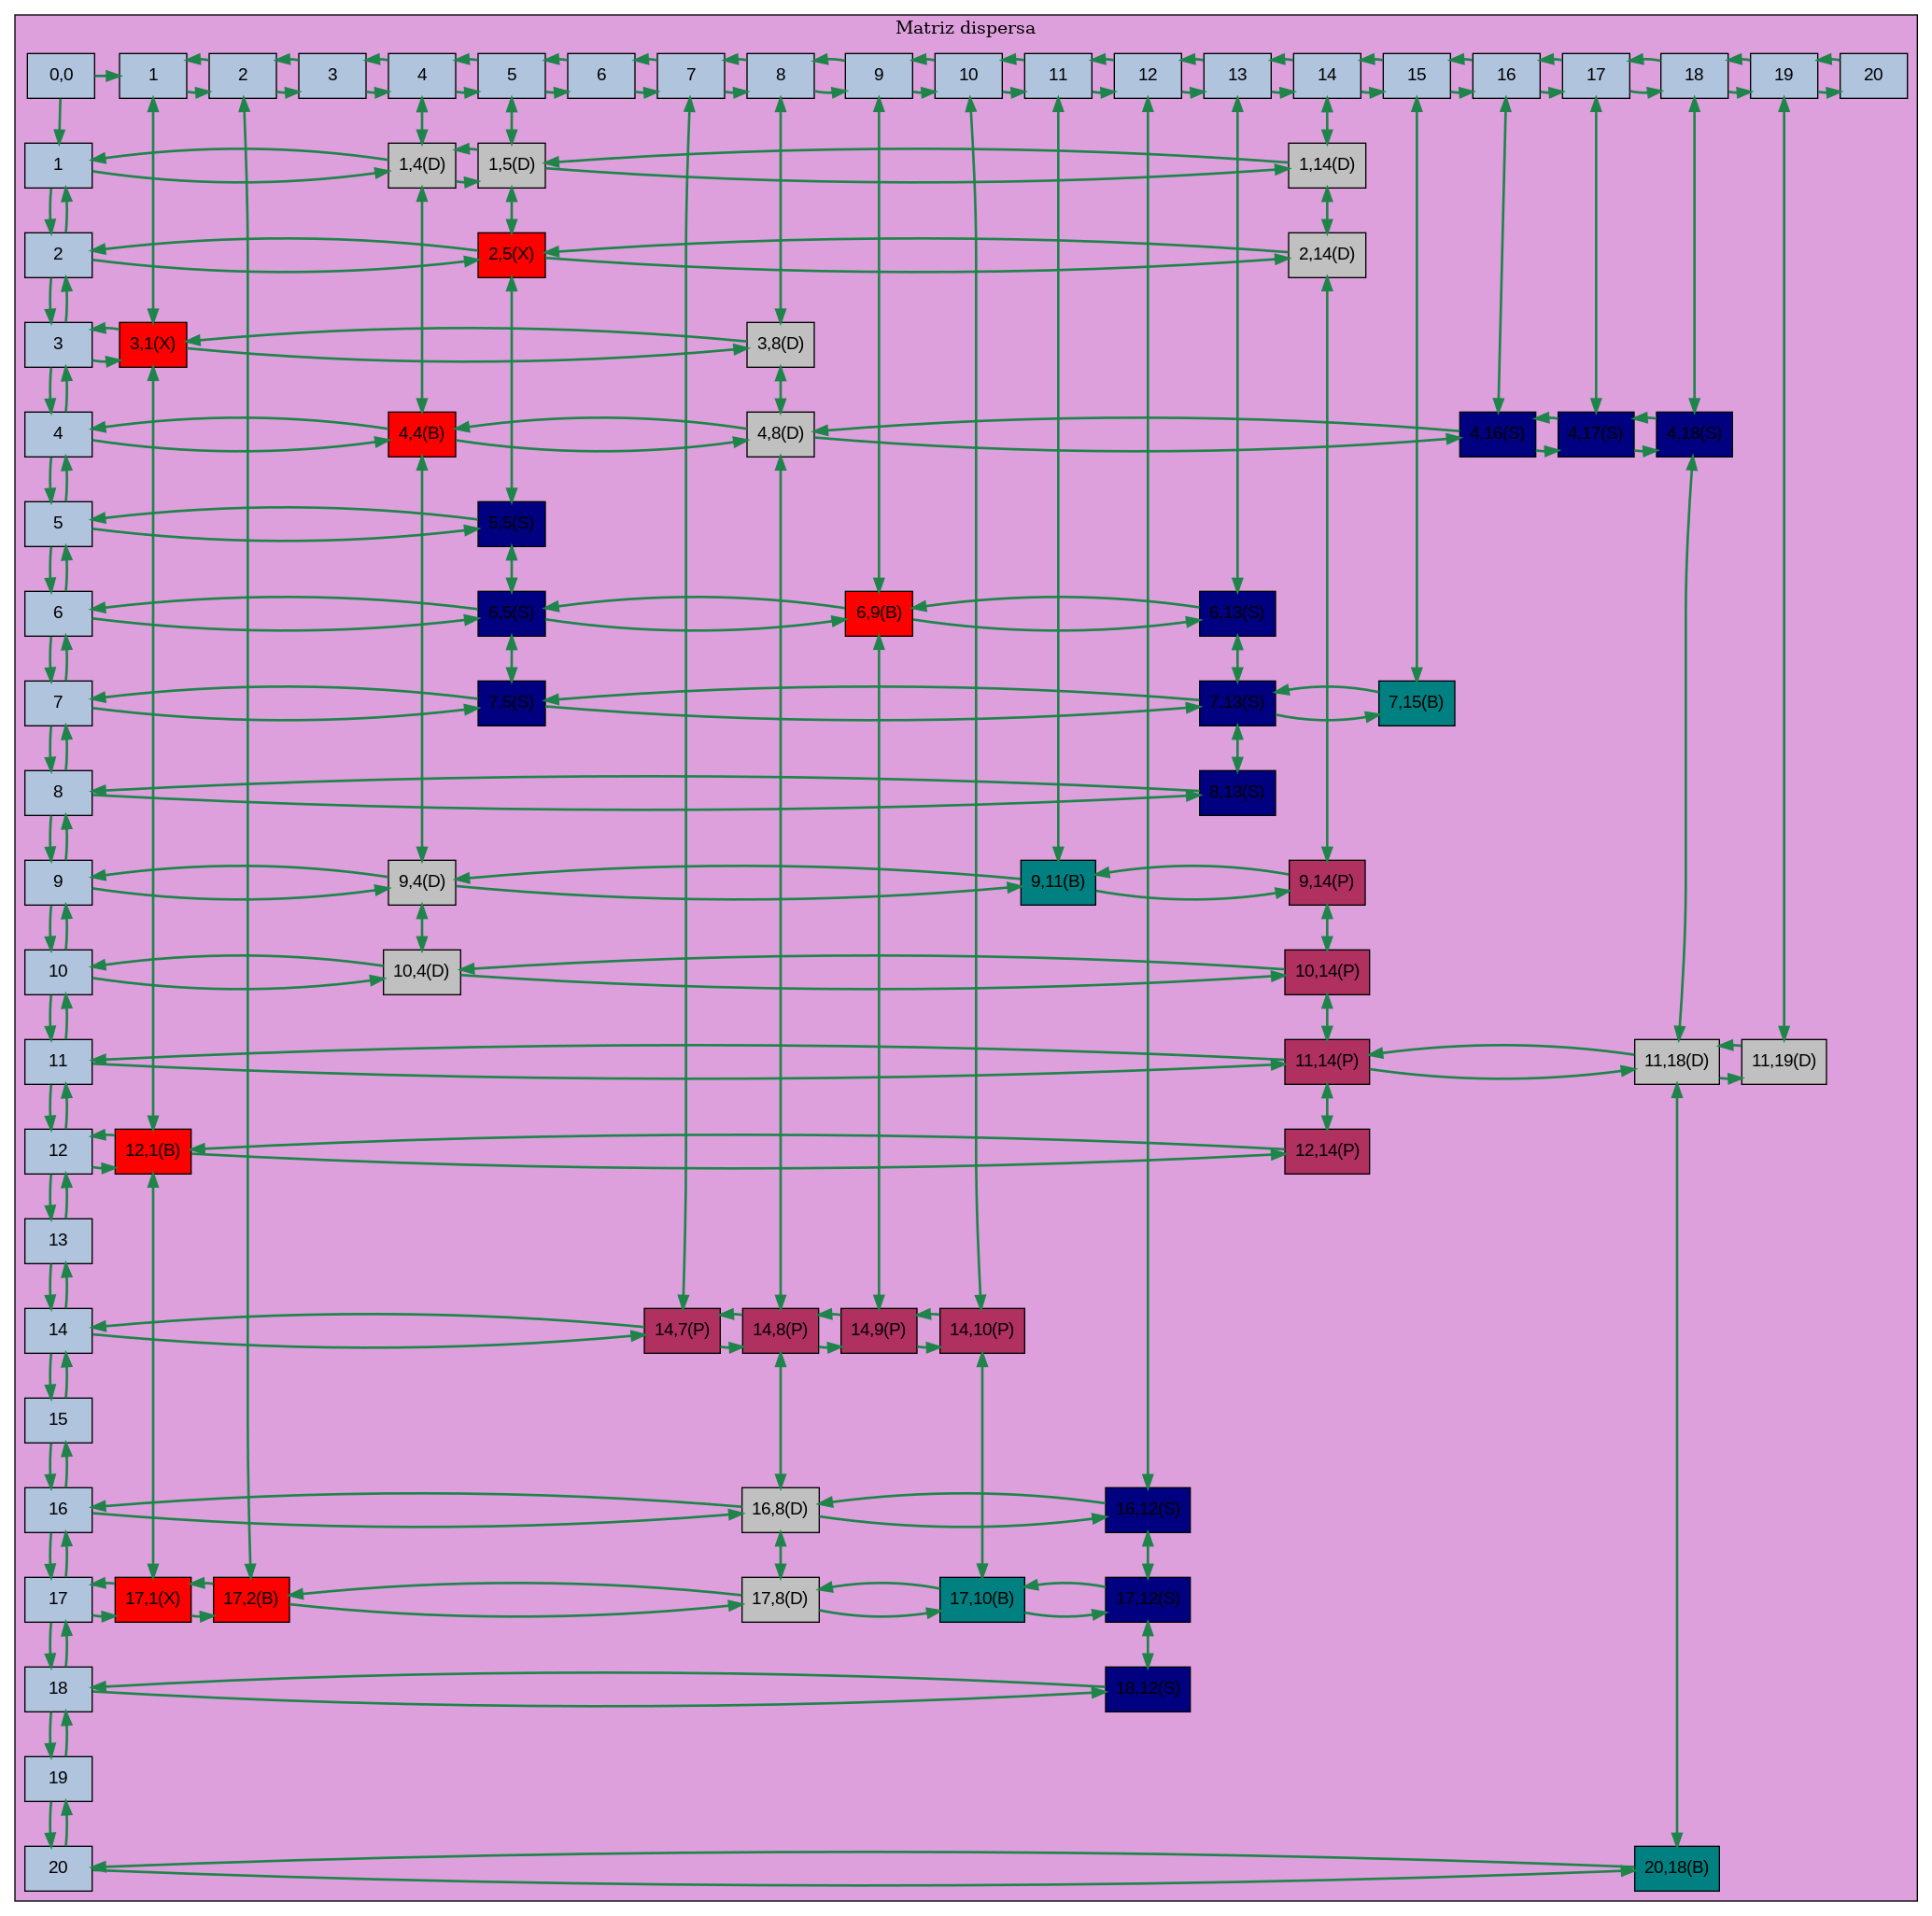 Matriz dispersa
0,0 1 2 3 4 5 6 7 8 9 10 11 12 13 14 15 16 17 18 19 20
1 1,4(D) 1,5(D) 1,14(D)
2 2,5(X) 2,14(D)
3 3,1(X) 3,8(D)
4 4,4(B) 4,8(D) 4,16(S) 4,17(S) 4,18(S)
5 5,5(S)
6 6,5(S) 6,9(B) 6,13(S)
7 7,5(S) 7,13(S) 7,15(B)
8 8,13(S)
9 9,4(D) 9,11(B) 9,14(P)
10 10,4(D) 10,14(P)
11 11,14(P) 11,18(D) 11,19(D)
12 12,1(B) 12,14(P)
13
14 14,7(P) 14,8(P) 14,9(P) 14,10(P)
15
16 16,8(D) 16,12(S)
17 17,1(X) 17,2(B) 17,8(D) 17,10(B) 17,12(S)
18 18,12(S)
19
20 20,18(B)